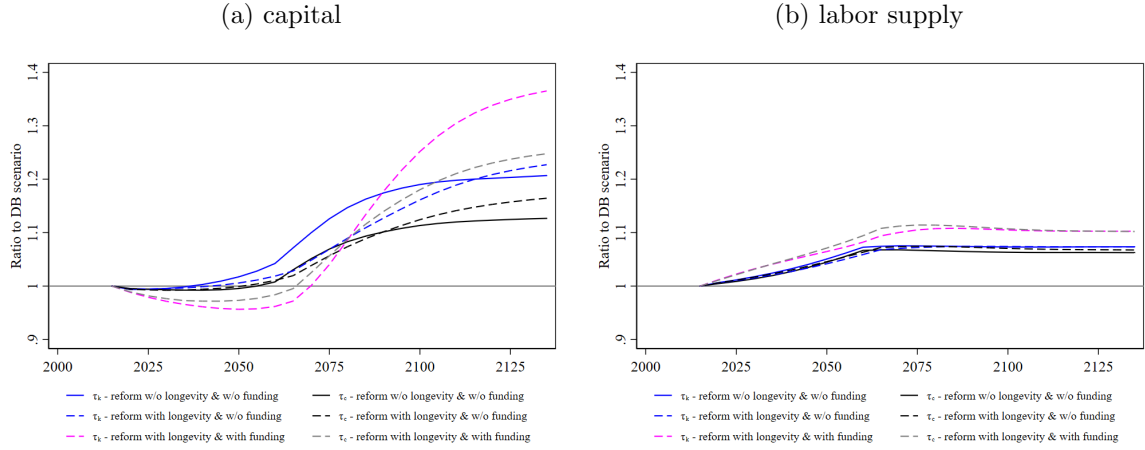 (a) capital
(b) labor supply
Ratio to DB scenario
1.4
1.3
1.2
1.1
1
.9
2000 2025 2050 2075 2100 2125
τk - reform w/o longevity & w/o funding
τc - reform w/o longevity & w/o funding
τk - reform with longevity & w/o funding
τc - reform with longevity & w/o funding
τk - reform with longevity & with funding
τc - reform with longevity & with funding
Ratio to DB scenario
1.4
1.3
1.2
1.1
1
.9
2000 2025 2050 2075 2100 2125
τk - reform w/o longevity & w/o funding
τc - reform w/o longevity & w/o funding
τk - reform with longevity & w/o funding
τc - reform with longevity & w/o funding
τk - reform with longevity & with funding
τc - reform with longevity & with funding